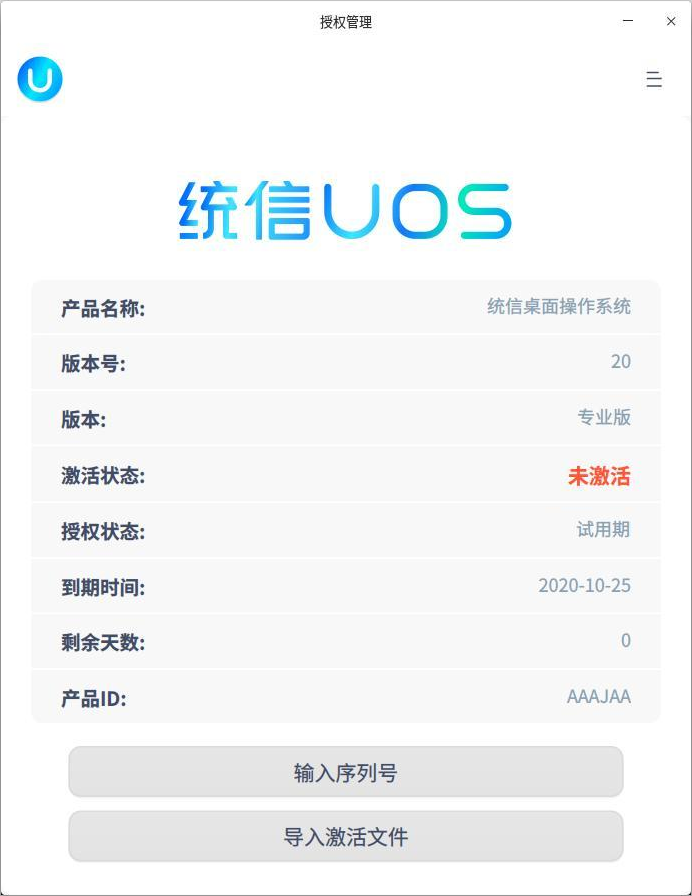 授权管理
统信UOS
产品名称: 统信桌面操作系统
版本号: 20
版本: 专业版
激活状态: 未激活
授权状态: 试用期
到期时间: 2020-10-25
剩余天数: 0
产品ID: AAAJAA
输入序列号
导入激活文件